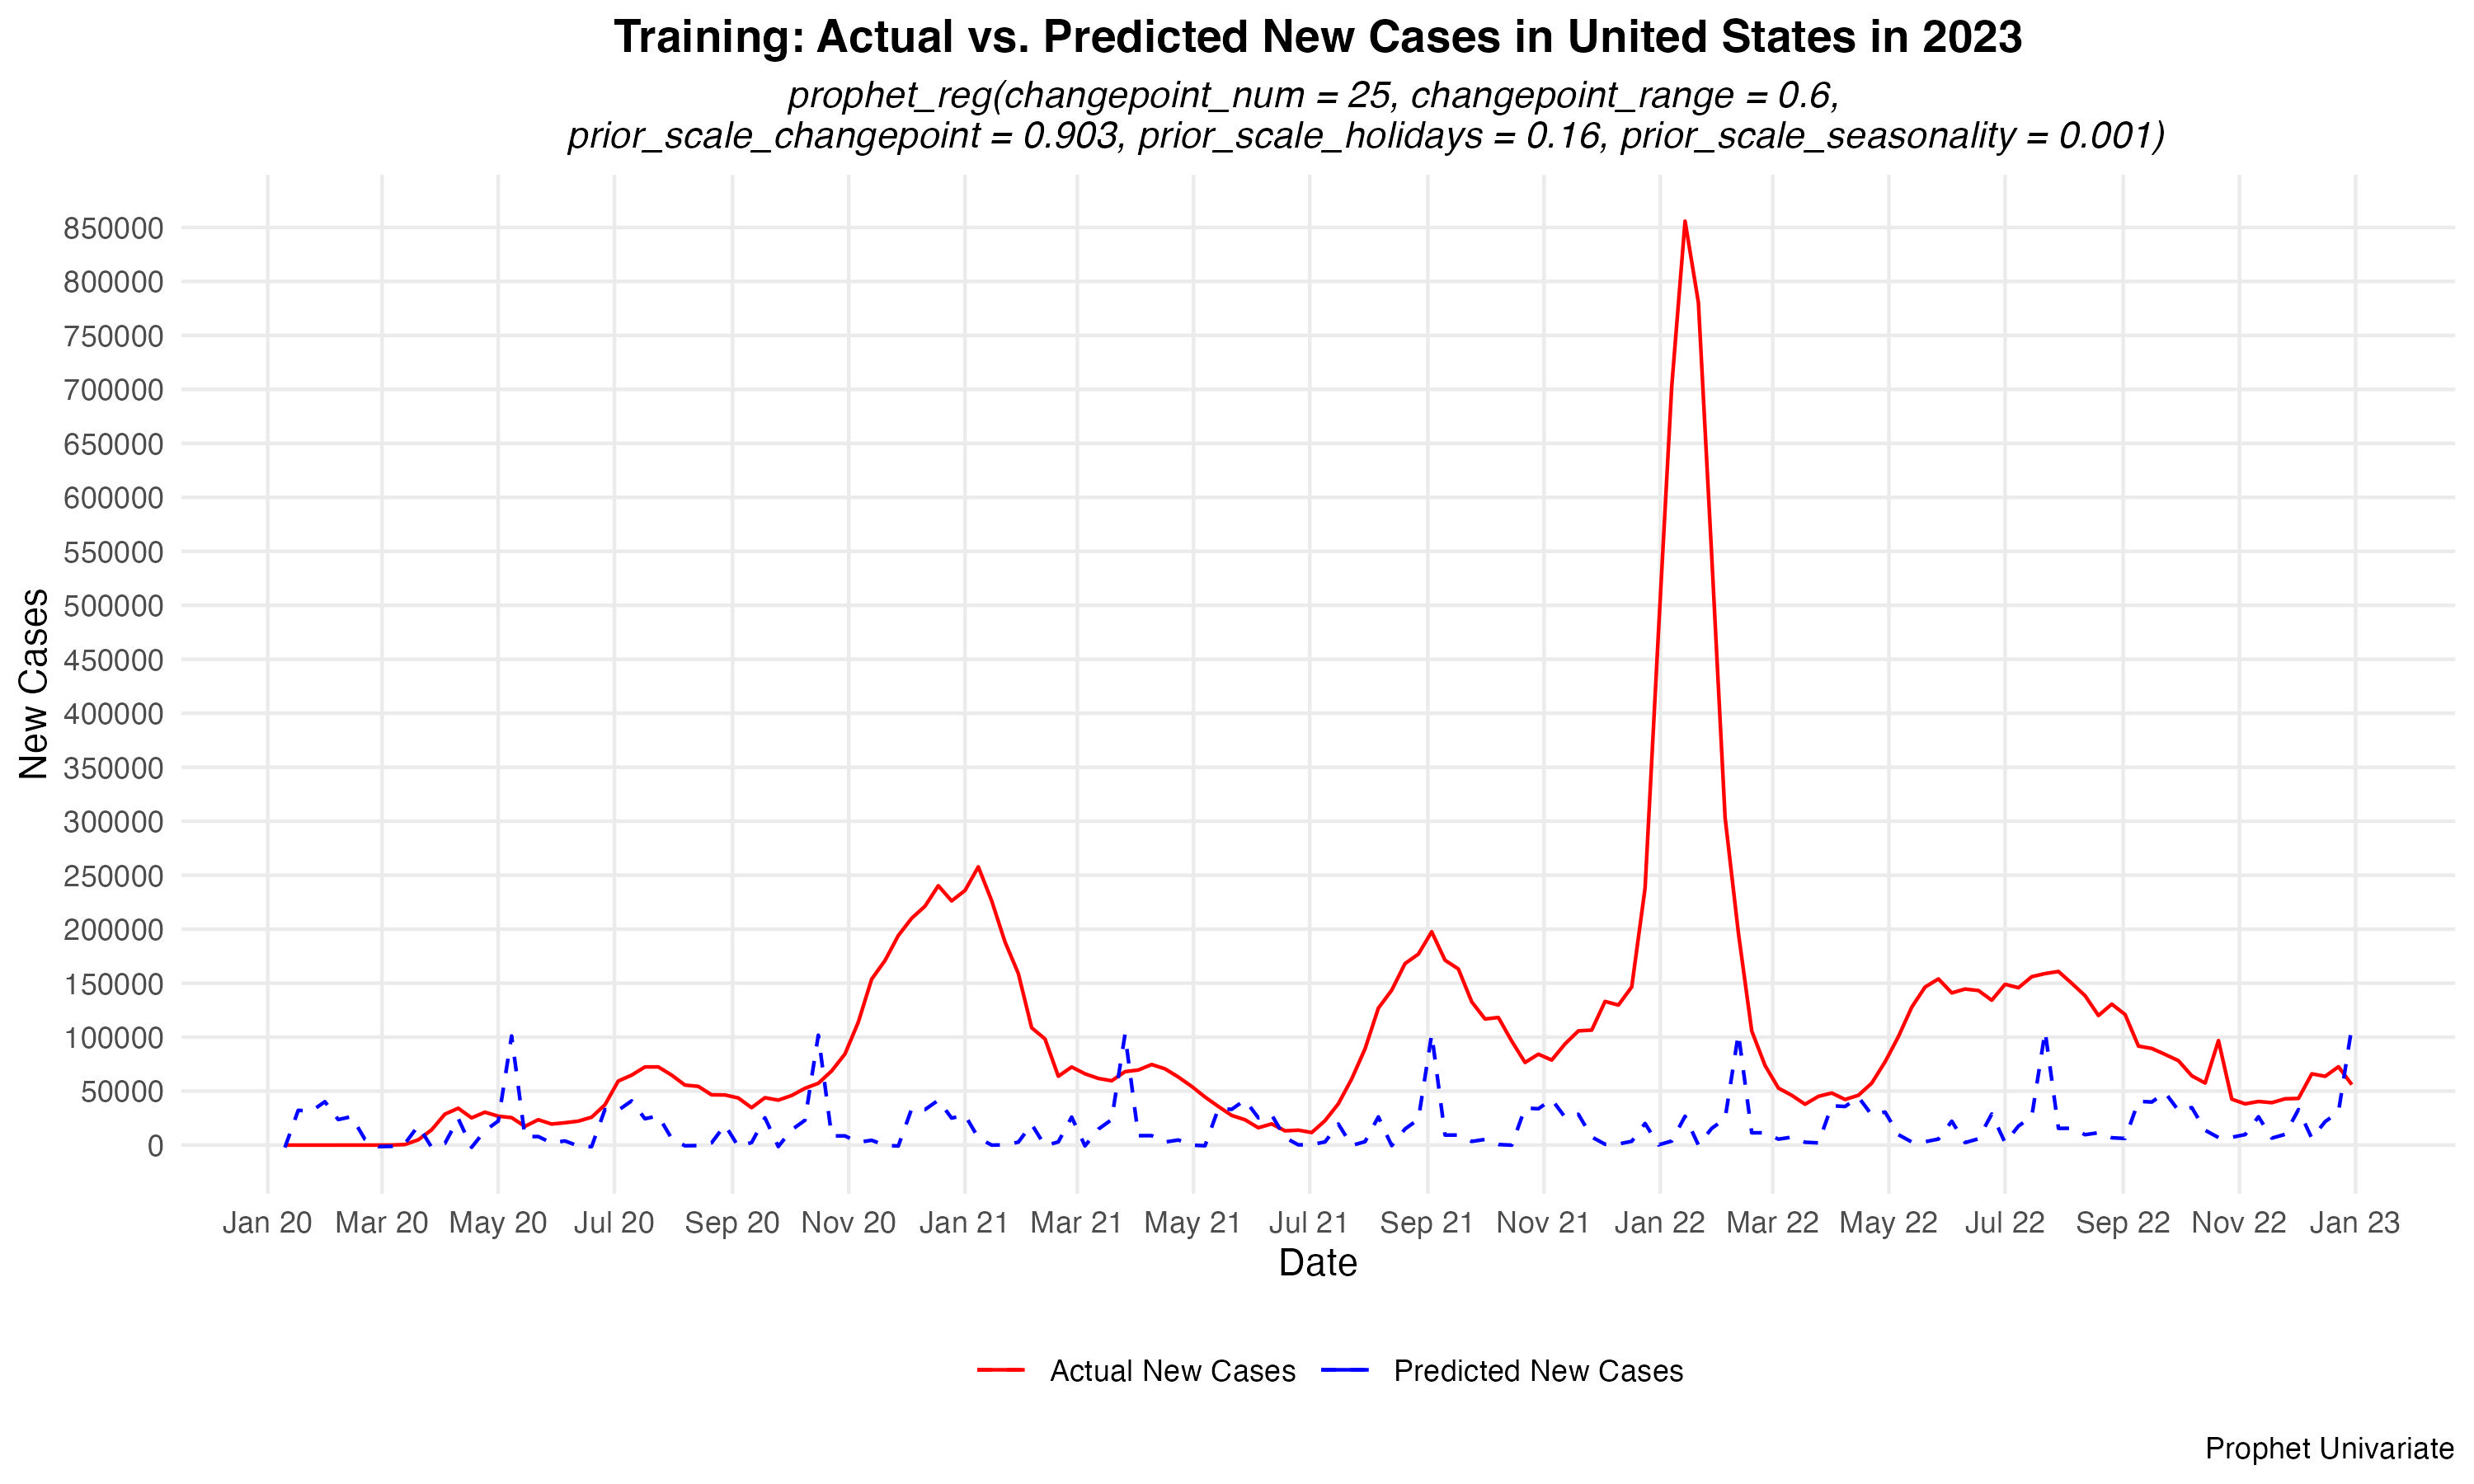 Training: Actual vs. Predicted New Cases in United States in 2023
prophet_reg(changepoint_num = 25, changepoint_range = 0.6,
prior_scale_changepoint = 0.903, prior_scale_holidays = 0.16, prior_scale_seasonality = 0.001)
New Cases
850000
800000
750000
700000
650000
600000
550000
500000
450000
400000
350000
300000
250000
200000
150000
100000
50000
0
Jan 20 Mar 20 May 20 Jul 20 Sep 20 Nov 20 Jan 21 Mar 21 May 21 Jul 21 Sep 21 Nov 21 Jan 22 Mar 22 May 22 Jul 22 Sep 22 Nov 22 Jan 23
Date
Actual New Cases Predicted New Cases
Prophet Univariate